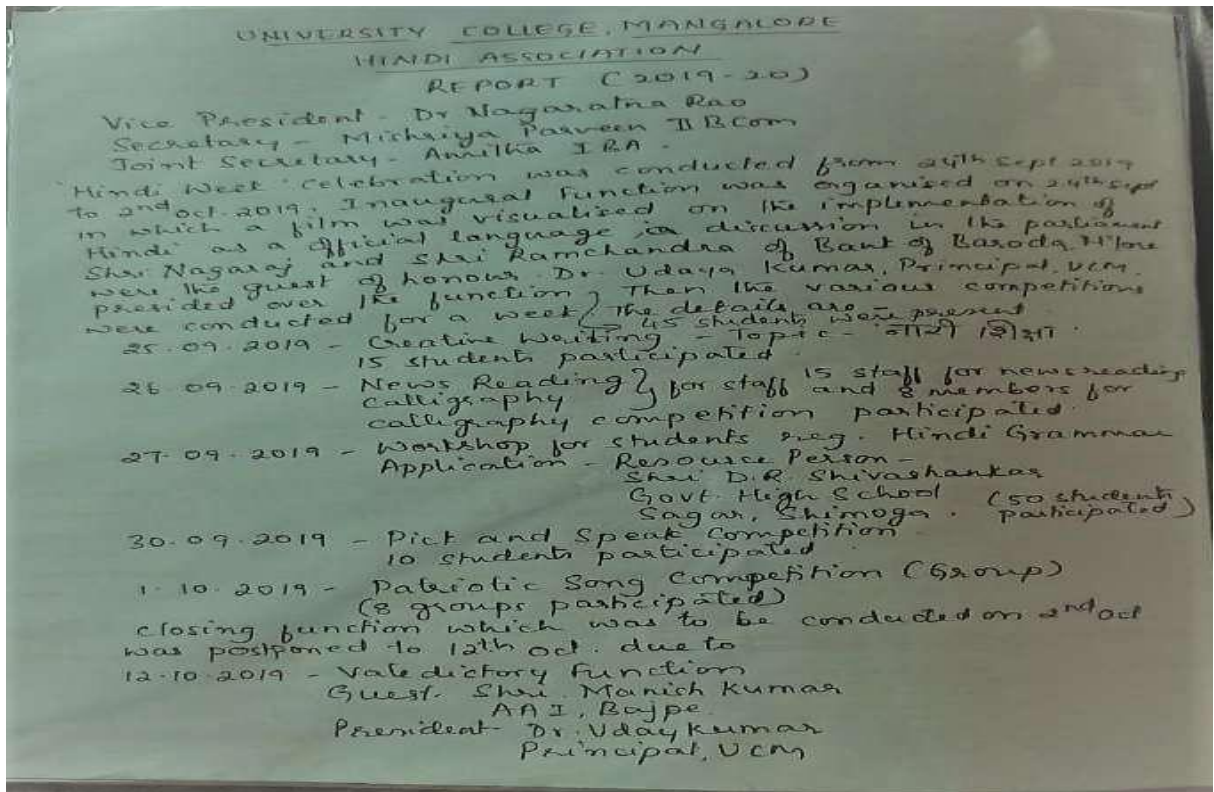 UNIVERSITY COLLEGE, MANGALORE
HINDI ASSOCIATION
REPORT (2019-20)
Vice President - Dr Nagaratna Rao
Secretary - Mishriya Parveen II BCom
Joint Secretary - I BA.
'Hindi Week' Celebration was conducted from 24th Sept 2019
to 2nd Oct. 2019. Inaugural Function was organised on 24th Sept
in which a film was visualised on the implementation of
Hindi as a official language in discussion in the parliament
Shri Nagaraj and Shri Ramchandra of Bank of Baroda, M'lore
were the guest of honour. Dr. Udaya Kumar, Principal, UCM.
presided over the function. Then the various competitions
were conducted for a week. The details are -
45 students were present
25.09.2019 - Creative Writing - Topic - नारी शिक्षा.
15 students participated.
26.09.2019 - News Reading } for staff 15 staff for news reading
Calligraphy and 8 members for
calligraphy competition participated.
27.09.2019 - Workshop for students reg. Hindi Grammar
Application - Resource Person -
Shri D.R. Shivashankar
Govt. High School (50 students
Sagar, Shimoga. participated)
30.09.2019 - Pick and Speak Competition
10 students participated.
1.10.2019 - Patriotic Song Competition (Group)
(8 groups participated)
closing function which was to be conducted on 2nd Oct
was postponed to 12th Oct. due to
12.10.2019 - Valedictory Function
Guest - Shri. Manish Kumar
AAI, Bajpe.
President - Dr. Uday Kumar
Principal, UCM